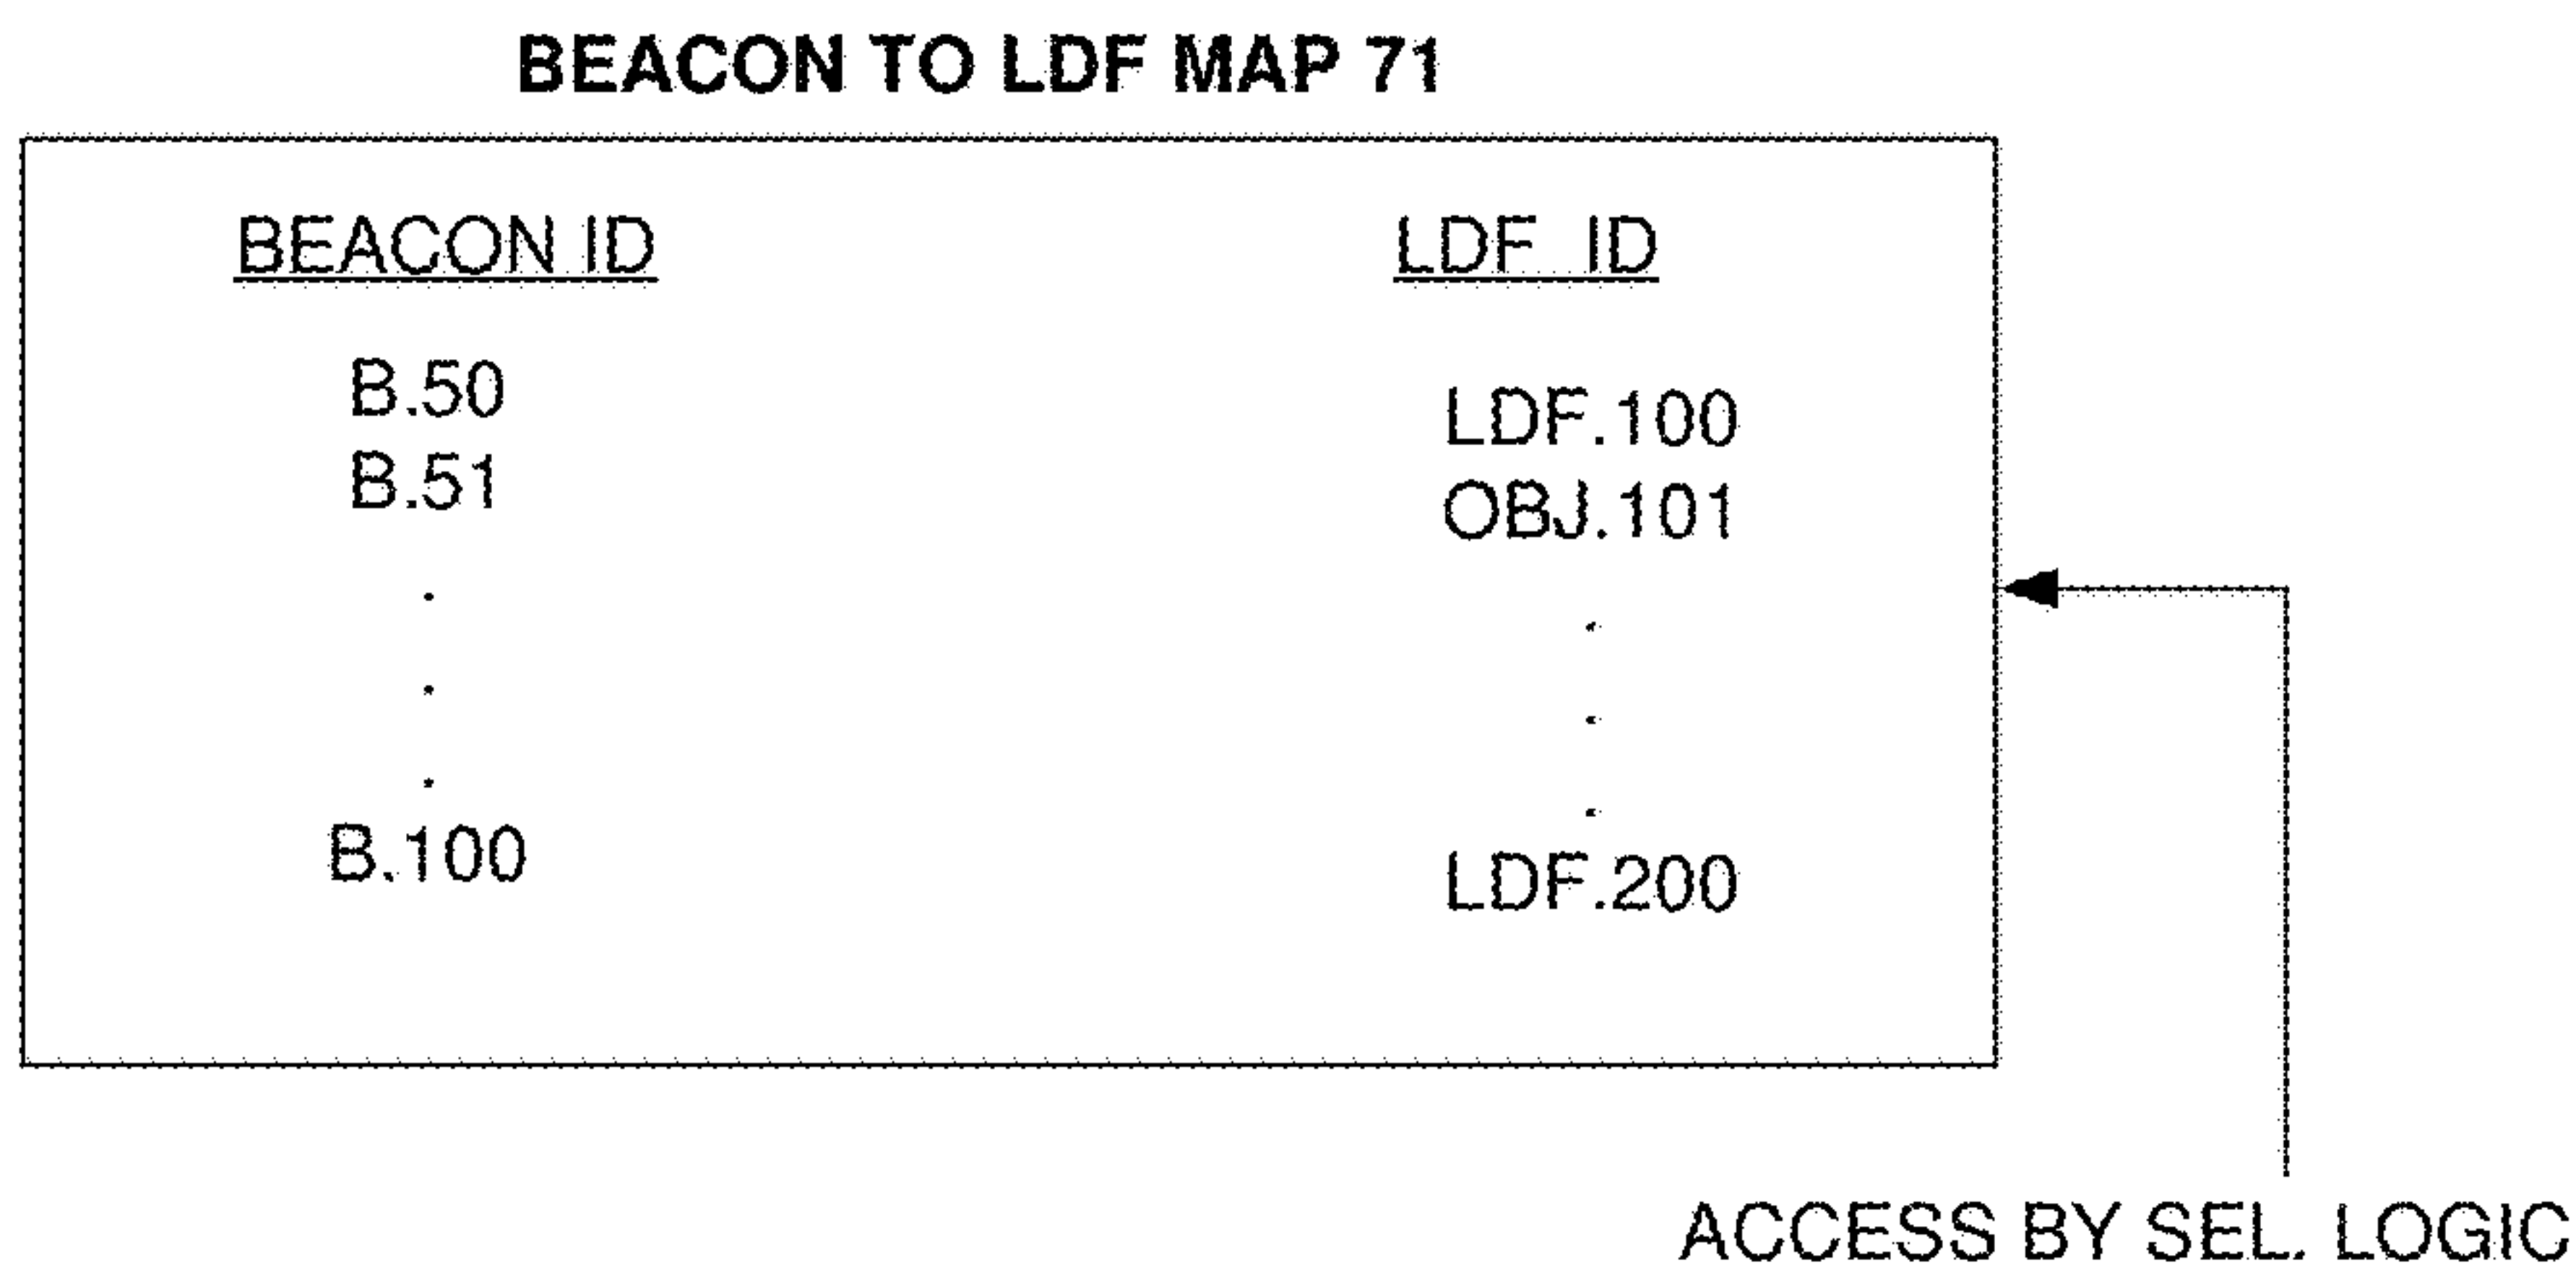 BEACON TO LDF MAP 71
BEACON ID LDF ID
B.50 LDF.100
B.51 OBJ.101
. .
. .
. .
B.100 LDF.200
ACCESS BY SEL. LOGIC